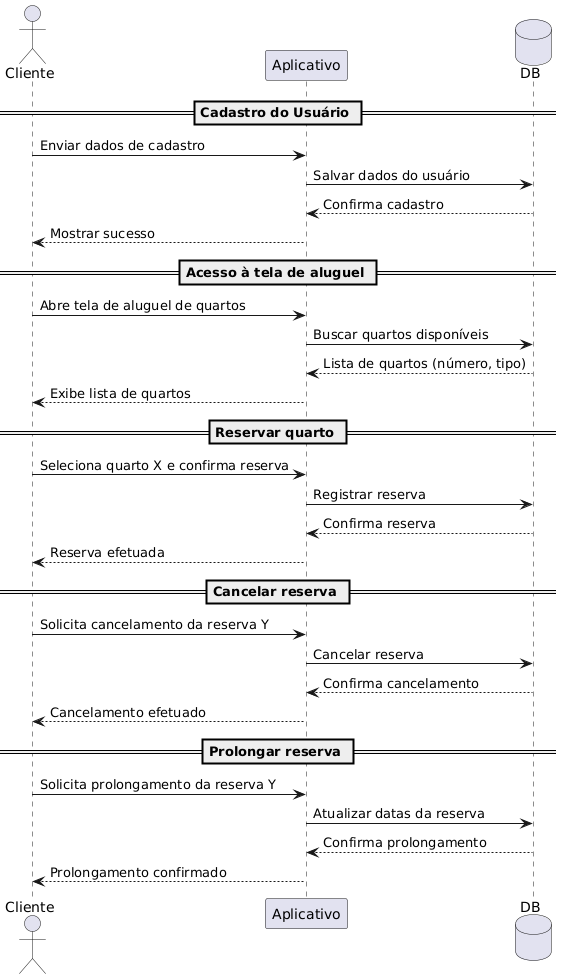 Cliente
Aplicativo
DB
Cadastro do Usuário
Enviar dados de cadastro
Salvar dados do usuário
Confirma cadastro
Mostrar sucesso
Acesso à tela de aluguel
Abre tela de aluguel de quartos
Buscar quartos disponíveis
Lista de quartos (número, tipo)
Exibe lista de quartos
Reservar quarto
Seleciona quarto X e confirma reserva
Registrar reserva
Confirma reserva
Reserva efetuada
Cancelar reserva
Solicita cancelamento da reserva Y
Cancelar reserva
Confirma cancelamento
Cancelamento efetuado
Prolongar reserva
Solicita prolongamento da reserva Y
Atualizar datas da reserva
Confirma prolongamento
Prolongamento confirmado
Cliente
Aplicativo
DB